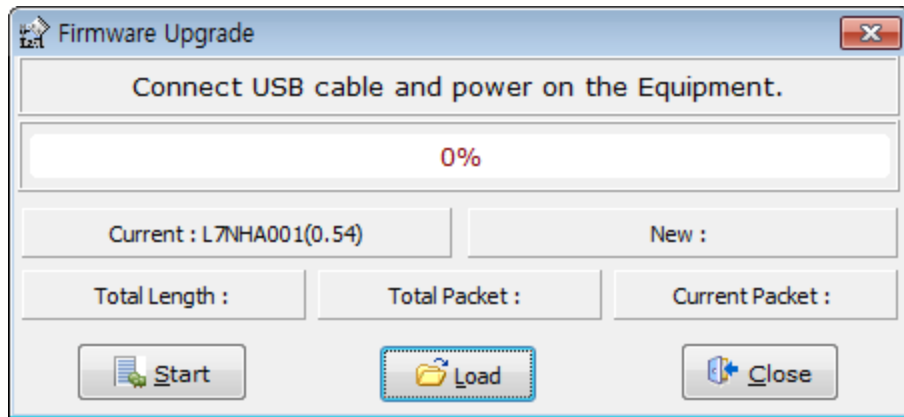 Firmware Upgrade
Connect USB cable and power on the Equipment.
0%
Current : L7NHA001(0.54)
New :
Total Length :
Total Packet :
Current Packet :
Start
Load
Close